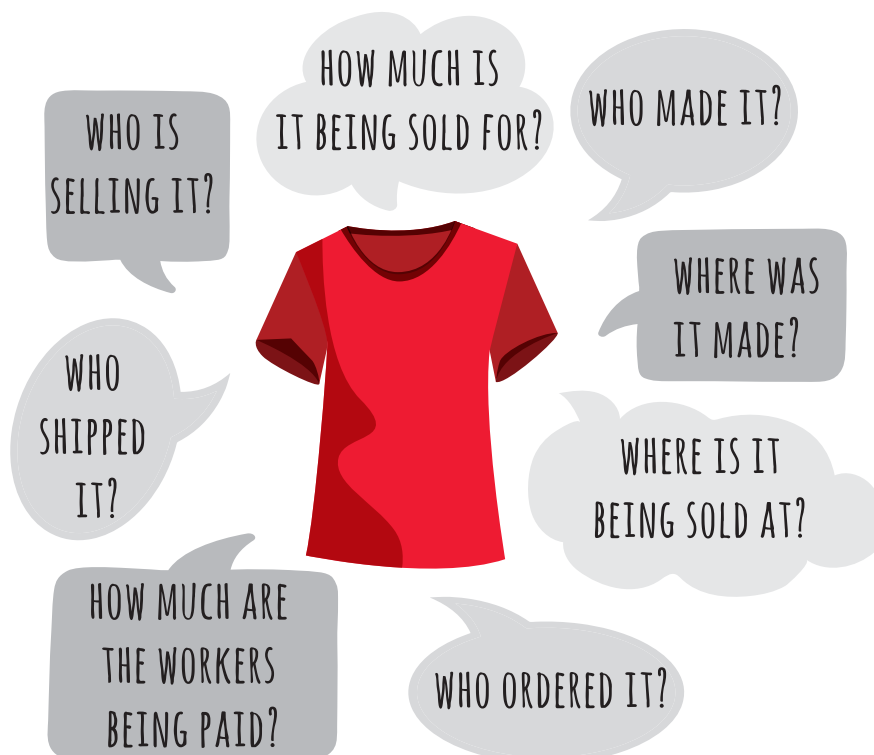 HOW MUCH IS
IT BEING SOLD FOR?
WHO MADE IT?
WHO IS
SELLING IT?
WHERE WAS
IT MADE?
WHO
SHIPPED
IT?
WHERE IS IT
BEING SOLD AT?
HOW MUCH ARE
THE WORKERS
BEING PAID?
WHO ORDERED IT?